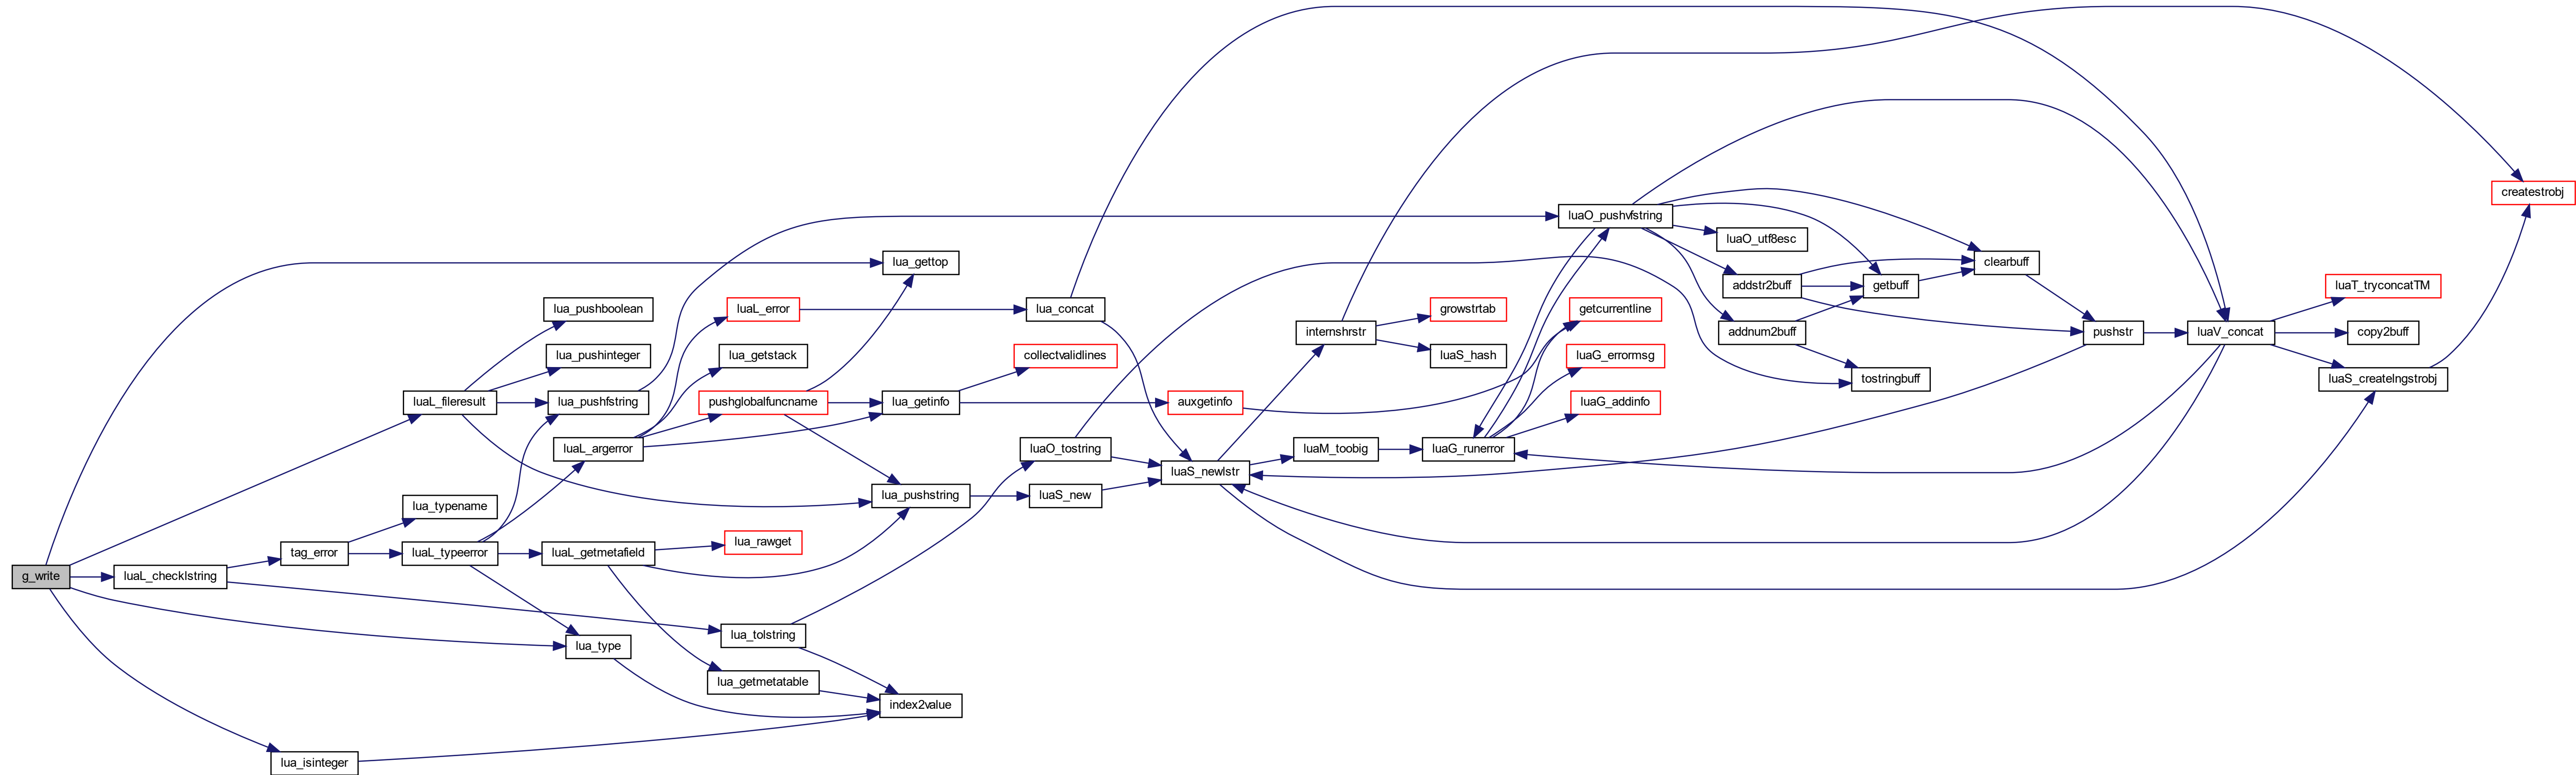 g_write
luaL_checklstring
lua_isinteger
tag_error
luaL_fileresult
lua_typename
luaL_typeerror
lua_pushboolean
lua_pushinteger
lua_pushfstring
luaL_argerror
luaL_getmetafield
lua_type
luaL_error
lua_getstack
pushglobalfuncname
lua_rawget
lua_tolstring
lua_getmetatable
lua_gettop
lua_getinfo
lua_pushstring
index2value
lua_concat
collectvalidlines
luaO_tostring
luaS_new
auxgetinfo
luaS_newlstr
internshrstr
luaM_toobig
growstrtab
luaS_hash
luaG_runerror
luaO_pushvfstring
getcurrentline
luaG_errormsg
luaG_addinfo
luaO_utf8esc
addstr2buff
addnum2buff
getbuff
tostringbuff
clearbuff
pushstr
luaV_concat
luaT_tryconcatTM
copy2buff
luaS_createlngstrobj
createstrobj